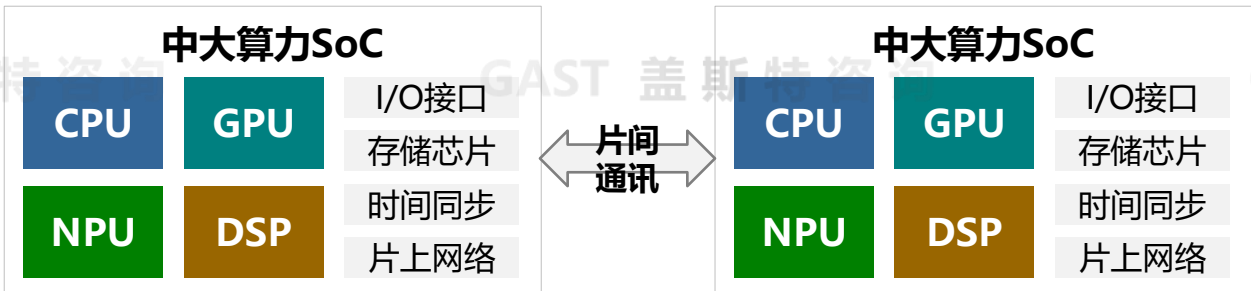 中大算力SoC
CPU
GPU
NPU
DSP
I/O接口
存储芯片
时间同步
片上网络
片间
通讯
中大算力SoC
CPU
GPU
NPU
DSP
I/O接口
存储芯片
时间同步
片上网络
特咨询
GAST 盖斯特咨询